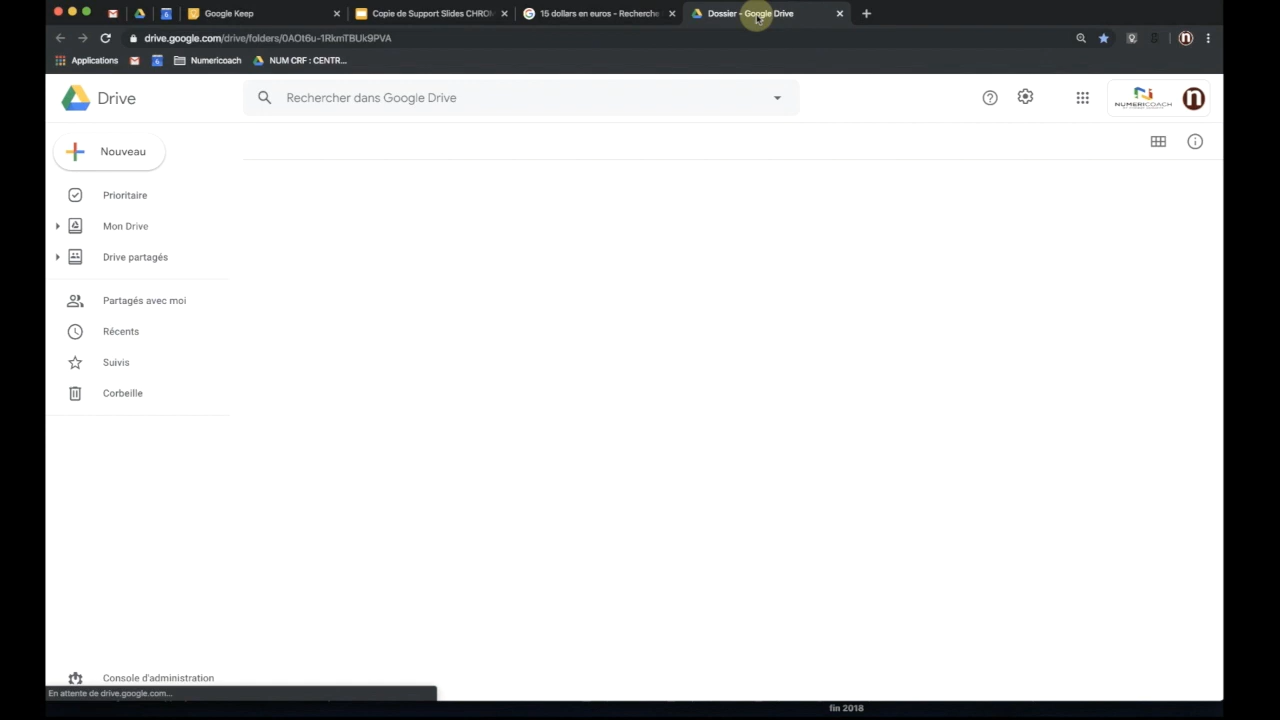 Google Keep
Copie de Support Slides CHROM
15 dollars en euros - Recherche
Dossier - Google Drive
drive.google.com/drive/folders/0AOt6u-1RkmTBUk9PVA
Applications
Numericoach
NUM CRF : CENTR...
Drive
Rechercher dans Google Drive
NUMERICOACH
Nouveau
Prioritaire
Mon Drive
Drive partagés
Partagés avec moi
Récents
Suivis
Corbeille
Console d'administration
En attente de drive.google.com...
fin 2018